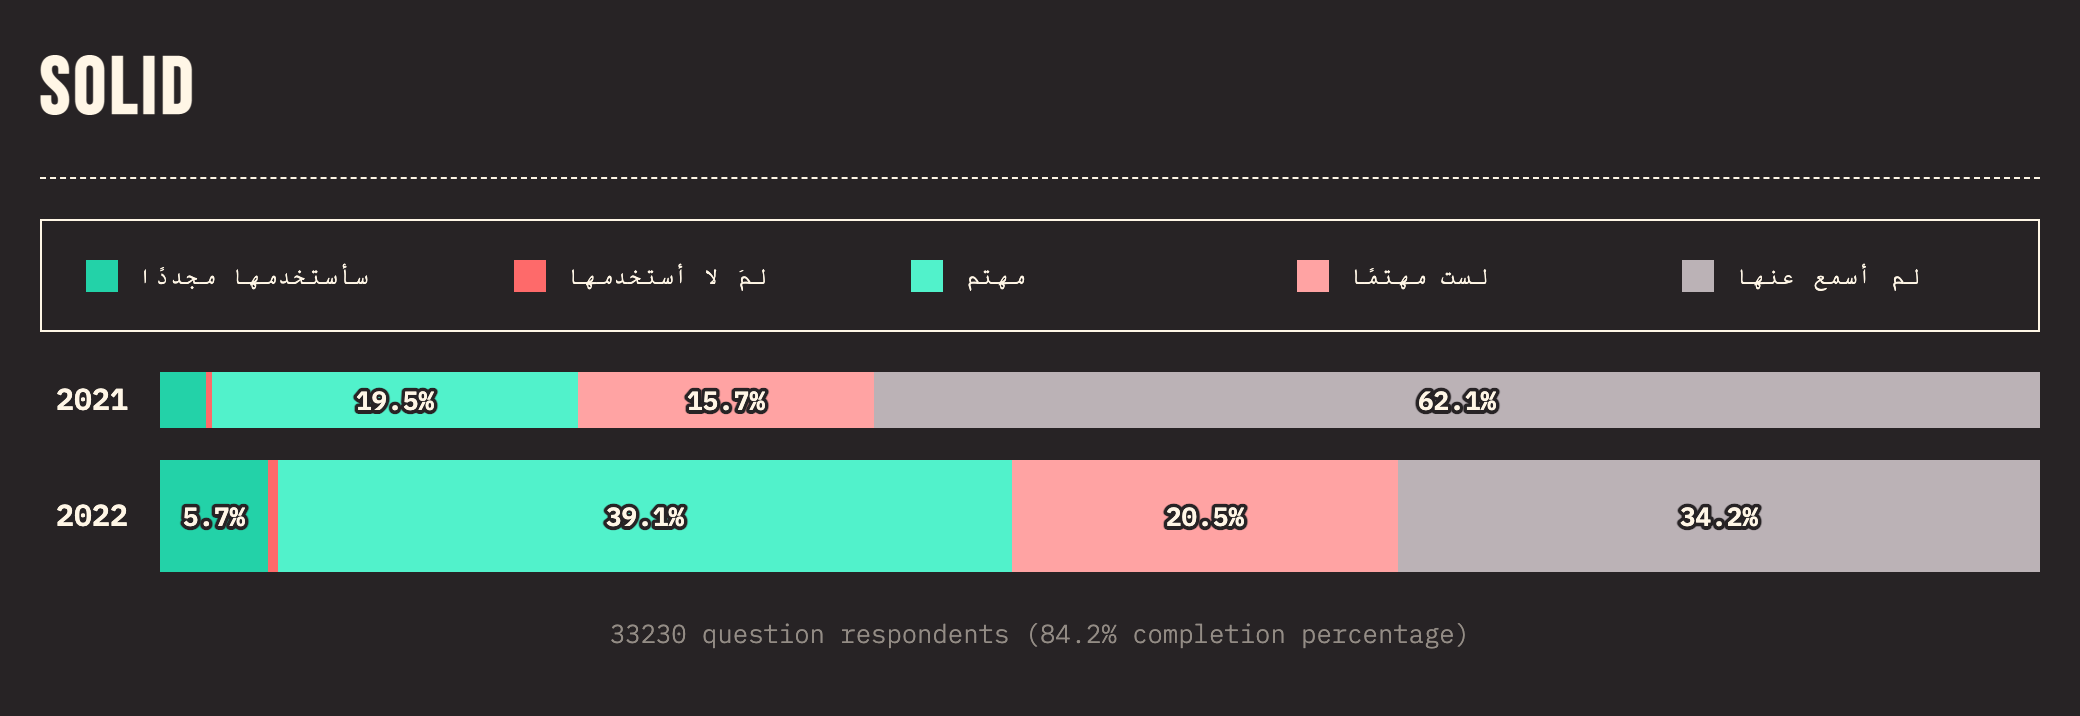 SOLID
سأستخدمها مجددًا
لمَ لا أستخدمها
مهتم
لست مهتمًا
لم أسمع عنها
2021 19.5% 15.7% 62.1%
2022 5.7% 39.1% 20.5% 34.2%
33230 question respondents (84.2% completion percentage)